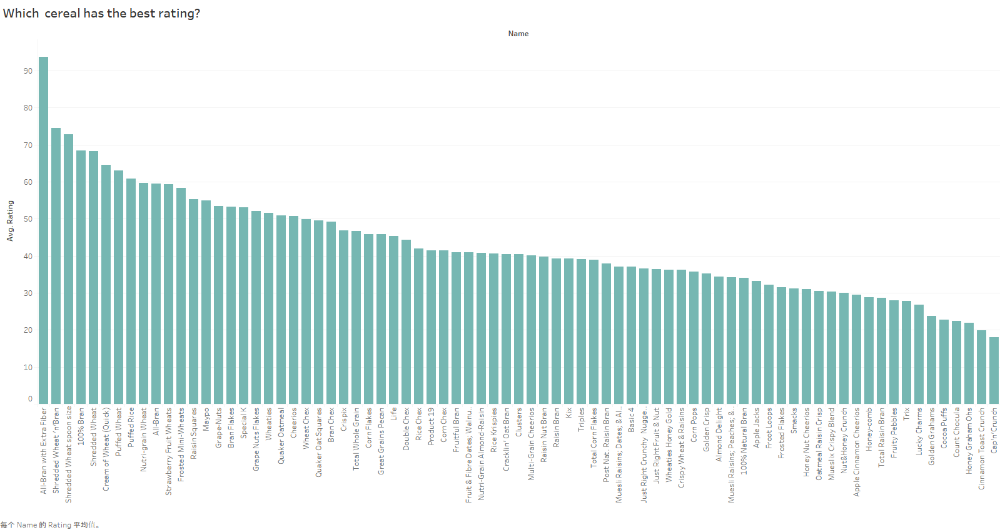 Which  cereal has the best rating?
Name
Avg. Rating
90
80
70
60
50
40
30
20
10
0
All-Bran with Extra Fiber
Shredded Wheat 'n'Bran
Shredded Wheat spoon size
100% Bran
Shredded Wheat
Cream of Wheat (Quick)
Puffed Wheat
Puffed Rice
Nutri-grain Wheat
All-Bran
Strawberry Fruit Wheats
Frosted Mini-Wheats
Raisin Squares
Maypo
Grape-Nuts
Bran Flakes
Special K
Grape Nuts Flakes
Wheaties
Quaker Oatmeal
Cheerios
Wheat Chex
Quaker Oat Squares
Bran Chex
Crispix
Total Whole Grain
Corn Flakes
Great Grains Pecan
Life
Double Chex
Rice Chex
Product 19
Corn Chex
Fruitful Bran
Fruit & Fibre Dates; Walnu..
Nutri-Grain Almond-Raisin
Rice Krispies
Cracklin' Oat Bran
Clusters
Multi-Grain Cheerios
Raisin Nut Bran
Raisin Bran
Kix
Triples
Total Corn Flakes
Post Nat. Raisin Bran
Muesli Raisins; Dates; & Al..
Basic 4
Just Right Crunchy  Nugge..
Just Right Fruit & Nut
Wheaties Honey Gold
Crispy Wheat & Raisins
Corn Pops
Golden Crisp
Almond Delight
Muesli Raisins; Peaches; &..
100% Natural Bran
Apple Jacks
Froot Loops
Frosted Flakes
Smacks
Honey Nut Cheerios
Oatmeal Raisin Crisp
Mueslix Crispy Blend
Nut&Honey Crunch
Apple Cinnamon Cheerios
Honey-comb
Total Raisin Bran
Fruity Pebbles
Trix
Lucky Charms
Golden Grahams
Cocoa Puffs
Count Chocula
Honey Graham Ohs
Cinnamon Toast Crunch
Cap'n'Crunch
每个 Name 的 Rating 平均值。